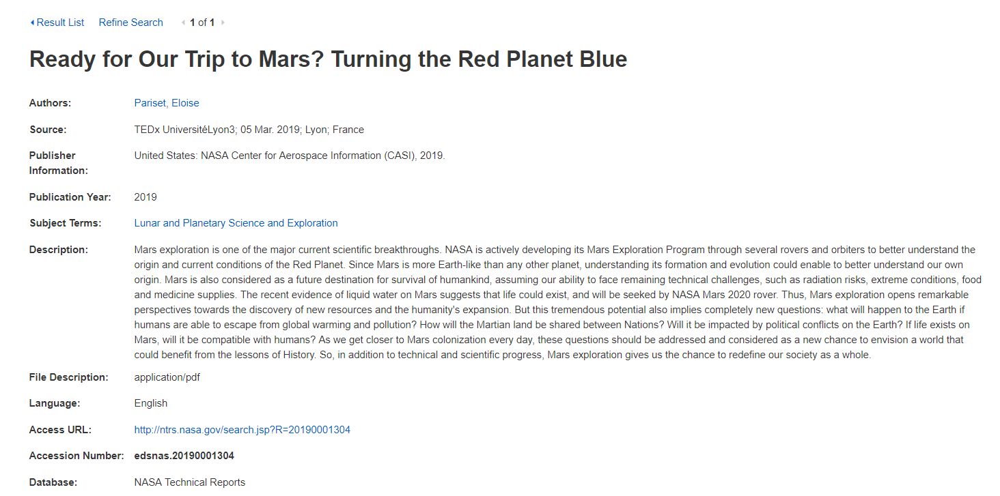 Result List Refine Search 1 of 1
Ready for Our Trip to Mars? Turning the Red Planet Blue
Authors: Pariset, Eloise
Source: TEDx UniversitéLyon3; 05 Mar. 2019; Lyon; France
Publisher Information: United States: NASA Center for Aerospace Information (CASI), 2019.
Publication Year: 2019
Subject Terms: Lunar and Planetary Science and Exploration
Description: Mars exploration is one of the major current scientific breakthroughs. NASA is actively developing its Mars Exploration Program through several rovers and orbiters to better understand the
origin and current conditions of the Red Planet. Since Mars is more Earth-like than any other planet, understanding its formation and evolution could enable to better understand our own
origin. Mars is also considered as a future destination for survival of humankind, assuming our ability to face remaining technical challenges, such as radiation risks, extreme conditions, food
and medicine supplies. The recent evidence of liquid water on Mars suggests that life could exist, and will be seeked by NASA Mars 2020 rover. Thus, Mars exploration opens remarkable
perspectives towards the discovery of new resources and the humanity's expansion. But this tremendous potential also implies completely new questions: what will happen to the Earth if
humans are able to escape from global warming and pollution? How will the Martian land be shared between Nations? Will it be impacted by political conflicts on the Earth? If life exists on
Mars, will it be compatible with humans? As we get closer to Mars colonization every day, these questions should be addressed and considered as a new chance to envision a world that
could benefit from the lessons of History. So, in addition to technical and scientific progress, Mars exploration gives us the chance to redefine our society as a whole.
File Description: application/pdf
Language: English
Access URL: http://ntrs.nasa.gov/search.jsp?R=20190001304
Accession Number: edsnas.20190001304
Database: NASA Technical Reports